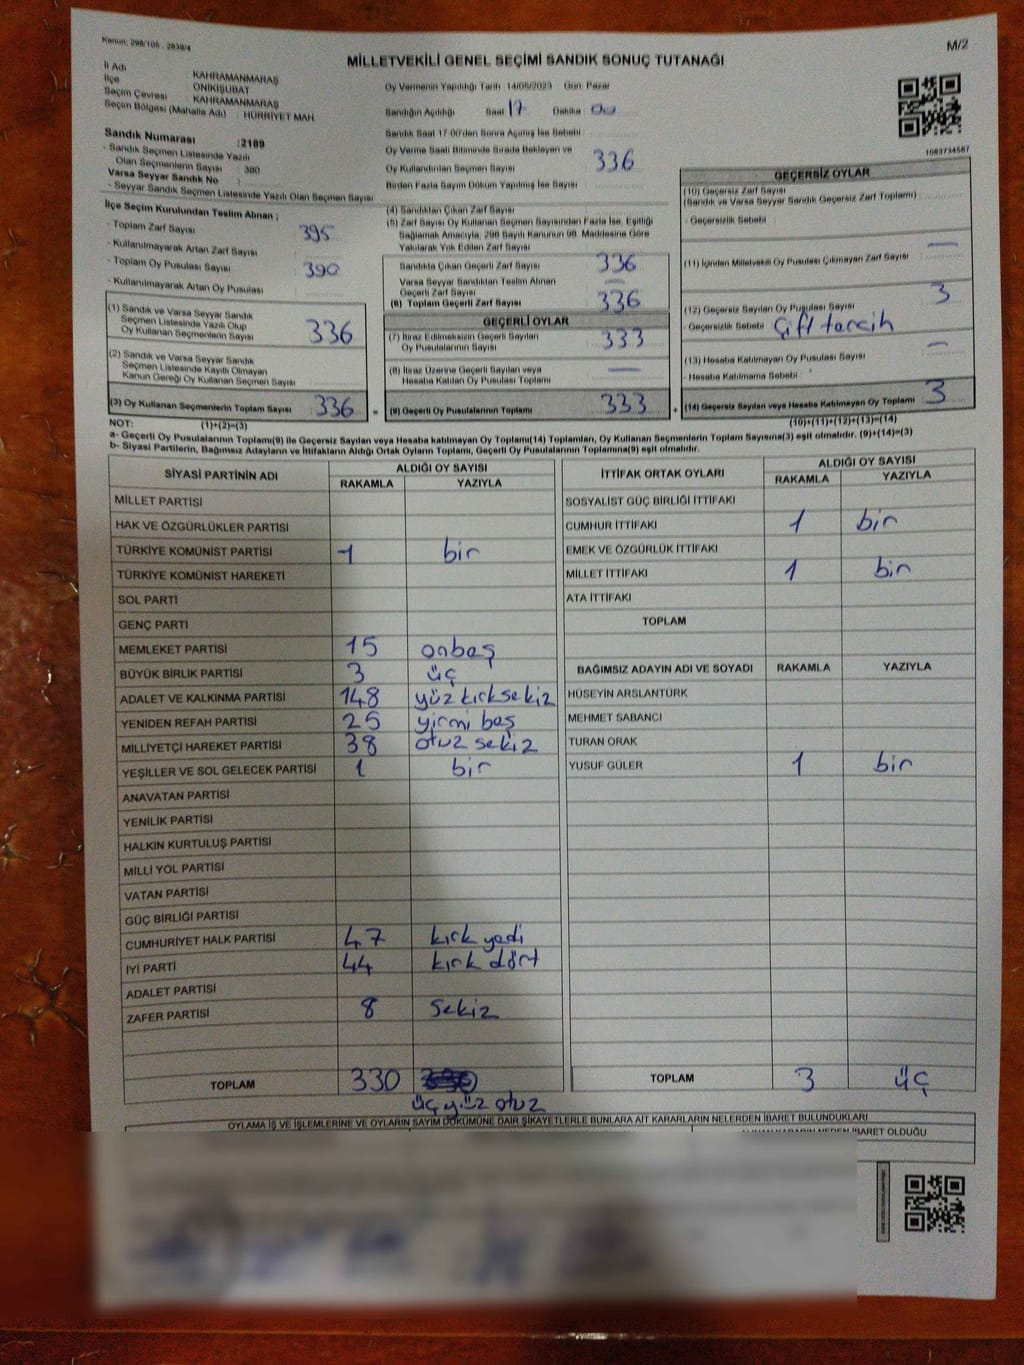 Kanun: 298/105 , 2839/4
M/2
MİLLETVEKİLİ GENEL SEÇİMİ SANDIK SONUÇ TUTANAĞI
İl Adı KAHRAMANMARAŞ
İlçe ONİKİŞUBAT
Seçim Çevresi KAHRAMANMARAŞ
Seçim Bölgesi (Mahalle Adı) : HÜRRİYET MAH.
Oy Vermenin Yapıldığı Tarih 14/05/2023 Gün: Pazar
Sandığın Açıldığı Saat 17 Dakika 00
Sandık Saat 17.00'den Sonra Açılmış İse Sebebi
Sandık Numarası : 2189
- Sandık Seçmen Listesinde Yazılı
Olan Seçmenlerin Sayısı : 380
Varsa Seyyar Sandık No
- Seyyar Sandık Seçmen Listesinde Yazılı Olan Seçmen Sayısı
Oy Verme Saati Bitiminde Sırada Bekleyen ve
Oy Kullandırılan Seçmen Sayısı 336
Birden Fazla Sayım Döküm Yapılmış İse Sayısı
1063734587
İlçe Seçim Kurulundan Teslim Alınan ;
- Toplam Zarf Sayısı 395
- Kullanılmayarak Artan Zarf Sayısı
- Toplam Oy Pusulası Sayısı 390
- Kullanılmayarak Artan Oy Pusulası
(1) Sandık ve Varsa Seyyar Sandık
Seçmen Listesinde Yazılı Olup
Oy Kullanan Seçmenlerin Sayısı 336
(2) Sandık ve Varsa Seyyar Sandık
Seçmen Listesinde Kayıtlı Olmayan
Kanun Gereği Oy Kullanan Seçmen Sayısı
(3) Oy Kullanan Seçmenlerin Toplam Sayısı 336 =
(1)+(2)=(3)
(4) Sandıktan Çıkan Zarf Sayısı
(5) Zarf Sayısı Oy Kullanan Seçmen Sayısından Fazla İse, Eşitliği
Sağlamak Amacıyla, 298 Sayılı Kanunun 98. Maddesine Göre
Yakılarak Yok Edilen Zarf Sayısı
Sandıkta Çıkan Geçerli Zarf Sayısı 336
Varsa Seyyar Sandıktan Teslim Alınan
Geçerli Zarf Sayısı —
(6) Toplam Geçerli Zarf Sayısı 336
GEÇERLİ OYLAR
(7) İtiraz Edilmeksizin Geçerli Sayılan
Oy Pusulalarının Sayısı 333
(8) İtiraz Üzerine Geçerli Sayılan veya
Hesaba Katılan Oy Pusulası Toplamı —
(9) Geçerli Oy Pusulalarının Toplamı 333 +
GEÇERSİZ OYLAR
(10) Geçersiz Zarf Sayısı
(Sandık ve Varsa Seyyar Sandık Geçersiz Zarf Toplamı)
- Geçersizlik Sebebi
—
(11) İçinden Milletvekili Oy Pusulası Çıkmayan Zarf Sayısı
(12) Geçersiz Sayılan Oy Pusulası Sayısı 3
- Geçersizlik Sebebi Çift tercih
(13) Hesaba Katılmayan Oy Pusulası Sayısı —
- Hesaba Katılmama Sebebi
(14) Geçersiz Sayılan veya Hesaba Katılmayan Oy Toplamı 3
(10)+(11)+(12)+(13)=(14)
NOT:
a- Geçerli Oy Pusulalarının Toplamı(9) ile Geçersiz Sayılan veya Hesaba katılmayan Oy Toplamı(14) Toplamları, Oy Kullanan Seçmenlerin Toplam Sayısına(3) eşit olmalıdır. (9)+(14)=(3)
b- Siyasi Partilerin, Bağımsız Adayların ve İttifakların Aldığı Ortak Oyların Toplamı, Geçerli Oy Pusulalarının Toplamına(9) eşit olmalıdır.
SİYASİ PARTİNİN ADI ALDIĞI OY SAYISI
RAKAMLA YAZIYLA
MİLLET PARTİSİ
HAK VE ÖZGÜRLÜKLER PARTİSİ
TÜRKİYE KOMÜNİST PARTİSİ 1 bir
TÜRKİYE KOMÜNİST HAREKETİ
SOL PARTİ
GENÇ PARTİ
MEMLEKET PARTİSİ 15 onbeş
BÜYÜK BİRLİK PARTİSİ 3 üç
ADALET VE KALKINMA PARTİSİ 148 yüz kırk sekiz
YENİDEN REFAH PARTİSİ 25 yirmi beş
MİLLİYETÇİ HAREKET PARTİSİ 38 otuz sekiz
YEŞİLLER VE SOL GELECEK PARTİSİ 1 bir
ANAVATAN PARTİSİ
YENİLİK PARTİSİ
HALKIN KURTULUŞ PARTİSİ
MİLLİ YOL PARTİSİ
VATAN PARTİSİ
GÜÇ BİRLİĞİ PARTİSİ
CUMHURİYET HALK PARTİSİ 47 kırk yedi
İYİ PARTİ 44 kırk dört
ADALET PARTİSİ
ZAFER PARTİSİ 8 sekiz
TOPLAM 330
üç yüz otuz
İTTİFAK ORTAK OYLARI ALDIĞI OY SAYISI
RAKAMLA YAZIYLA
SOSYALİST GÜÇ BİRLİĞİ İTTİFAKI
CUMHUR İTTİFAKI 1 bir
EMEK VE ÖZGÜRLÜK İTTİFAKI
MİLLET İTTİFAKI 1 bir
ATA İTTİFAKI
TOPLAM
BAĞIMSIZ ADAYIN ADI VE SOYADI RAKAMLA YAZIYLA
HÜSEYİN ARSLANTÜRK
MEHMET SABANCI
TURAN ORAK
YUSUF GÜLER 1 bir
TOPLAM 3 üç
OYLAMA İŞ VE İŞLEMLERİNE VE OYLARIN SAYIM DÖKÜMÜNE DAİR ŞİKAYETLERLE BUNLARA AİT KARARLARIN NELERDEN İBARET BULUNDUKLARI
ALINAN KARARIN NEDEN İBARET OLDUĞU